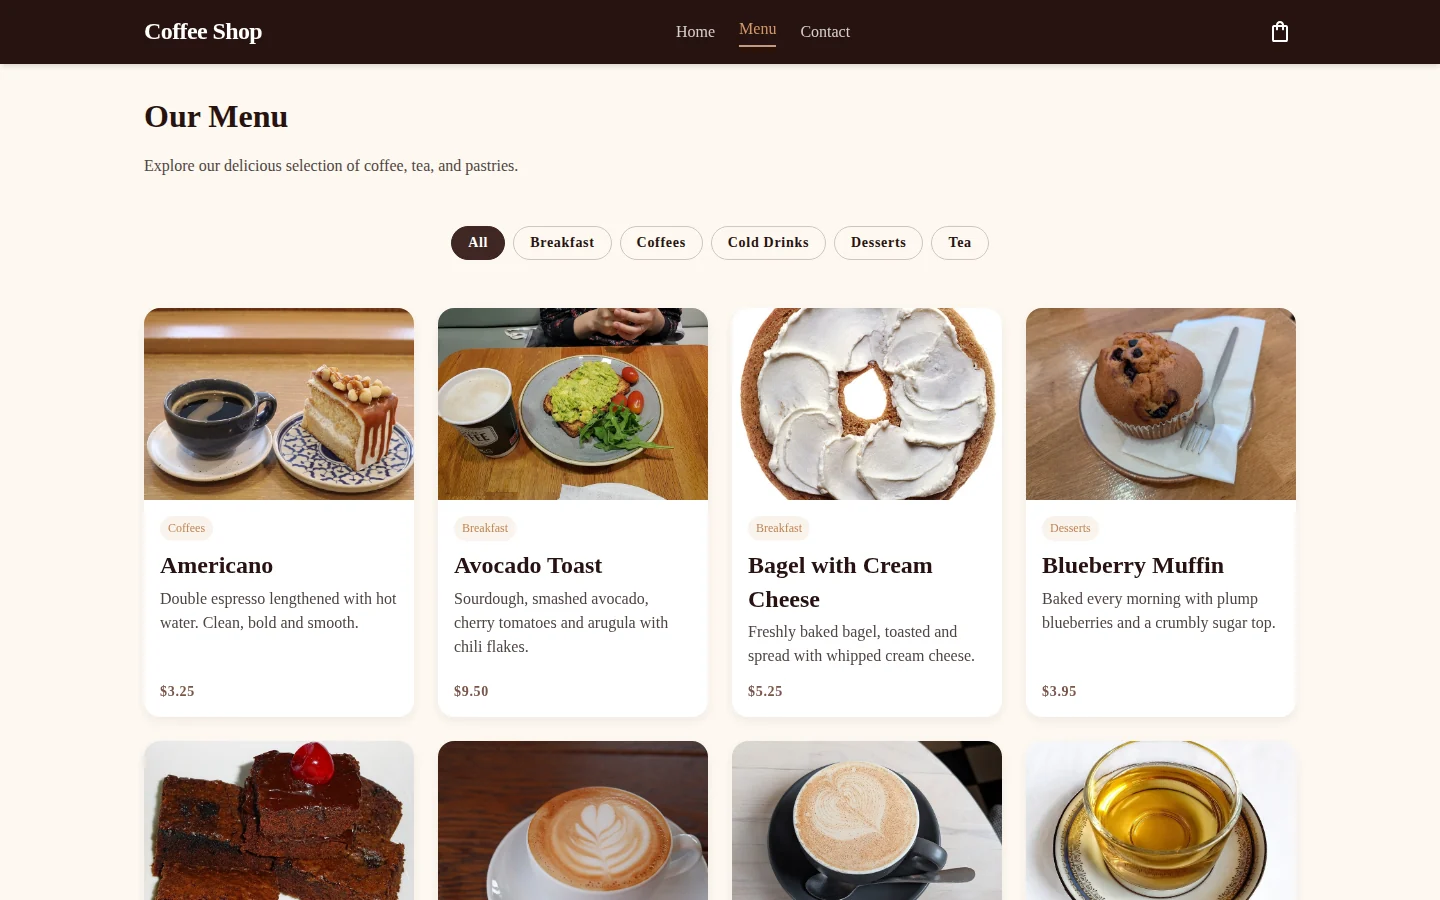 Coffee Shop
Home
Menu
Contact
Our Menu
Explore our delicious selection of coffee, tea, and pastries.
All
Breakfast
Coffees
Cold Drinks
Desserts
Tea
Coffees
Americano
Double espresso lengthened with hot
water. Clean, bold and smooth.
$3.25
Breakfast
Avocado Toast
Sourdough, smashed avocado,
cherry tomatoes and arugula with
chili flakes.
$9.50
Breakfast
Bagel with Cream
Cheese
Freshly baked bagel, toasted and
spread with whipped cream cheese.
$5.25
Desserts
Blueberry Muffin
Baked every morning with plump
blueberries and a crumbly sugar top.
$3.95